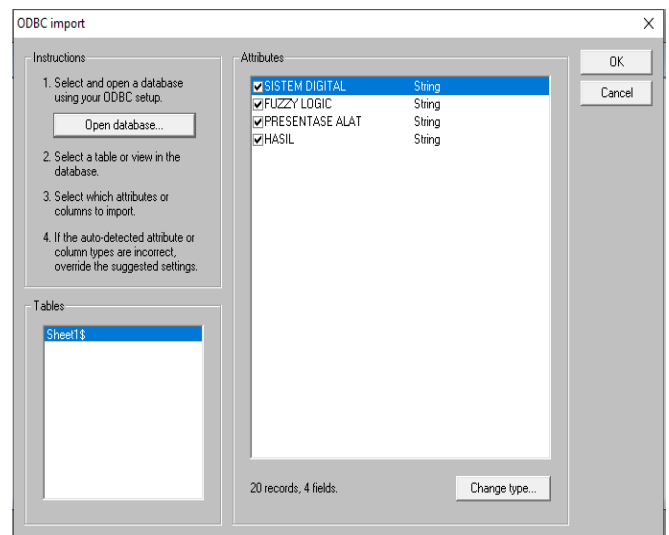 ODBC import
Instructions
1. Select and open a database
using your ODBC setup.
Open database...
2. Select a table or view in the
database.
3. Select which attributes or
columns to import.
4. If the auto-detected attribute or
column types are incorrect,
override the suggested settings.
Tables
Sheet1$
Attributes
SISTEM DIGITAL String
FUZZY LOGIC String
PRESENTASE ALAT String
HASIL String
20 records, 4 fields.
Change type...
OK
Cancel